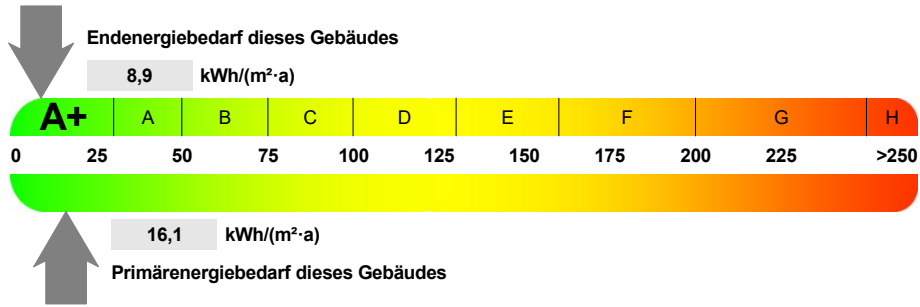 Endenergiebedarf dieses Gebäudes
8,9 kWh/(m²·a)
A+ A B C D E F G H
0 25 50 75 100 125 150 175 200 225 >250
16,1 kWh/(m²·a)
Primärenergiebedarf dieses Gebäudes